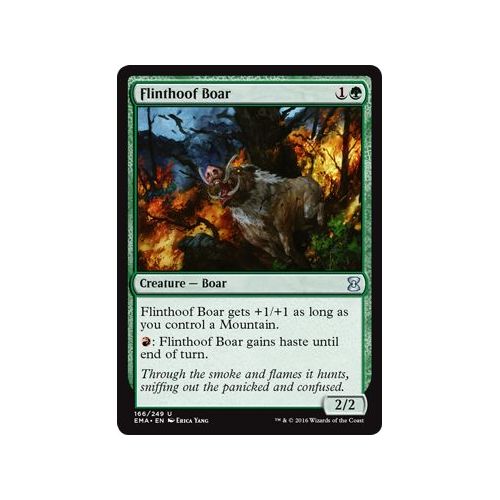 Flinthoof Boar 1
Creature — Boar
Flinthoof Boar gets +1/+1 as long as
you control a Mountain.
: Flinthoof Boar gains haste until
end of turn.
Through the smoke and flames it hunts,
sniffing out the panicked and confused.
2/2
166/249 U
EMA • EN Erica Yang ™ & © 2016 Wizards of the Coast